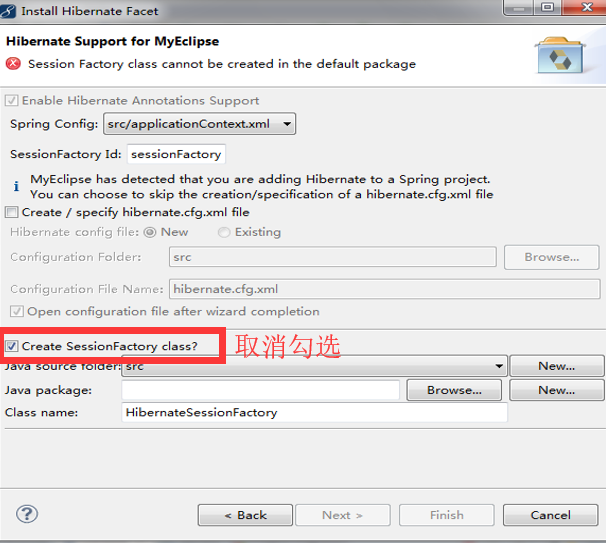 Install Hibernate Facet
Hibernate Support for MyEclipse
Session Factory class cannot be created in the default package
Enable Hibernate Annotations Support
Spring Config: src/applicationContext.xml
SessionFactory Id: sessionFactory
MyEclipse has detected that you are adding Hibernate to a Spring project.
You can choose to skip the creation/specification of a hibernate.cfg.xml file
Create / specify hibernate.cfg.xml file
Hibernate config file: New Existing
Configuration Folder: src Browse...
Configuration File Name: hibernate.cfg.xml
Open configuration file after wizard completion
Create SessionFactory class? 取消勾选
Java source folder: src New...
Java package: Browse... New...
Class name: HibernateSessionFactory
? < Back Next > Finish Cancel